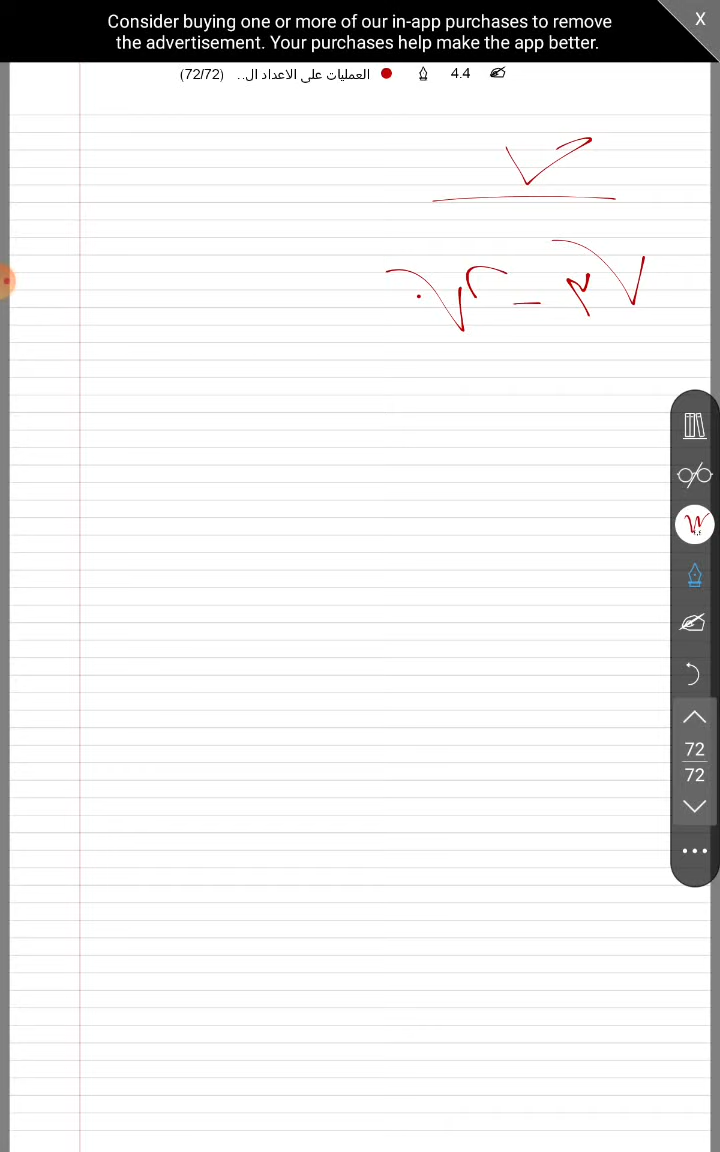 Consider buying one or more of our in-app purchases to remove
the advertisement. Your purchases help make the app better.
X
العمليات على الاعداد ال.. (72/72)
4.4
٧
72
72